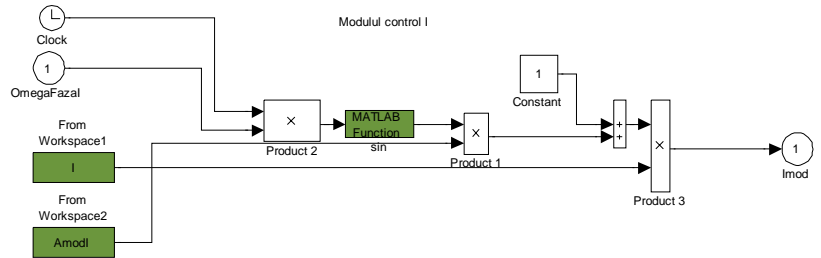 Modulul control I
Clock
1
OmegaFazaI
From
Workspace1
I
From
Workspace2
AmodI
×
Product 2
MATLAB
Function
sin
×
Product 1
1
Constant
+
+
×
Product 3
1
Imod